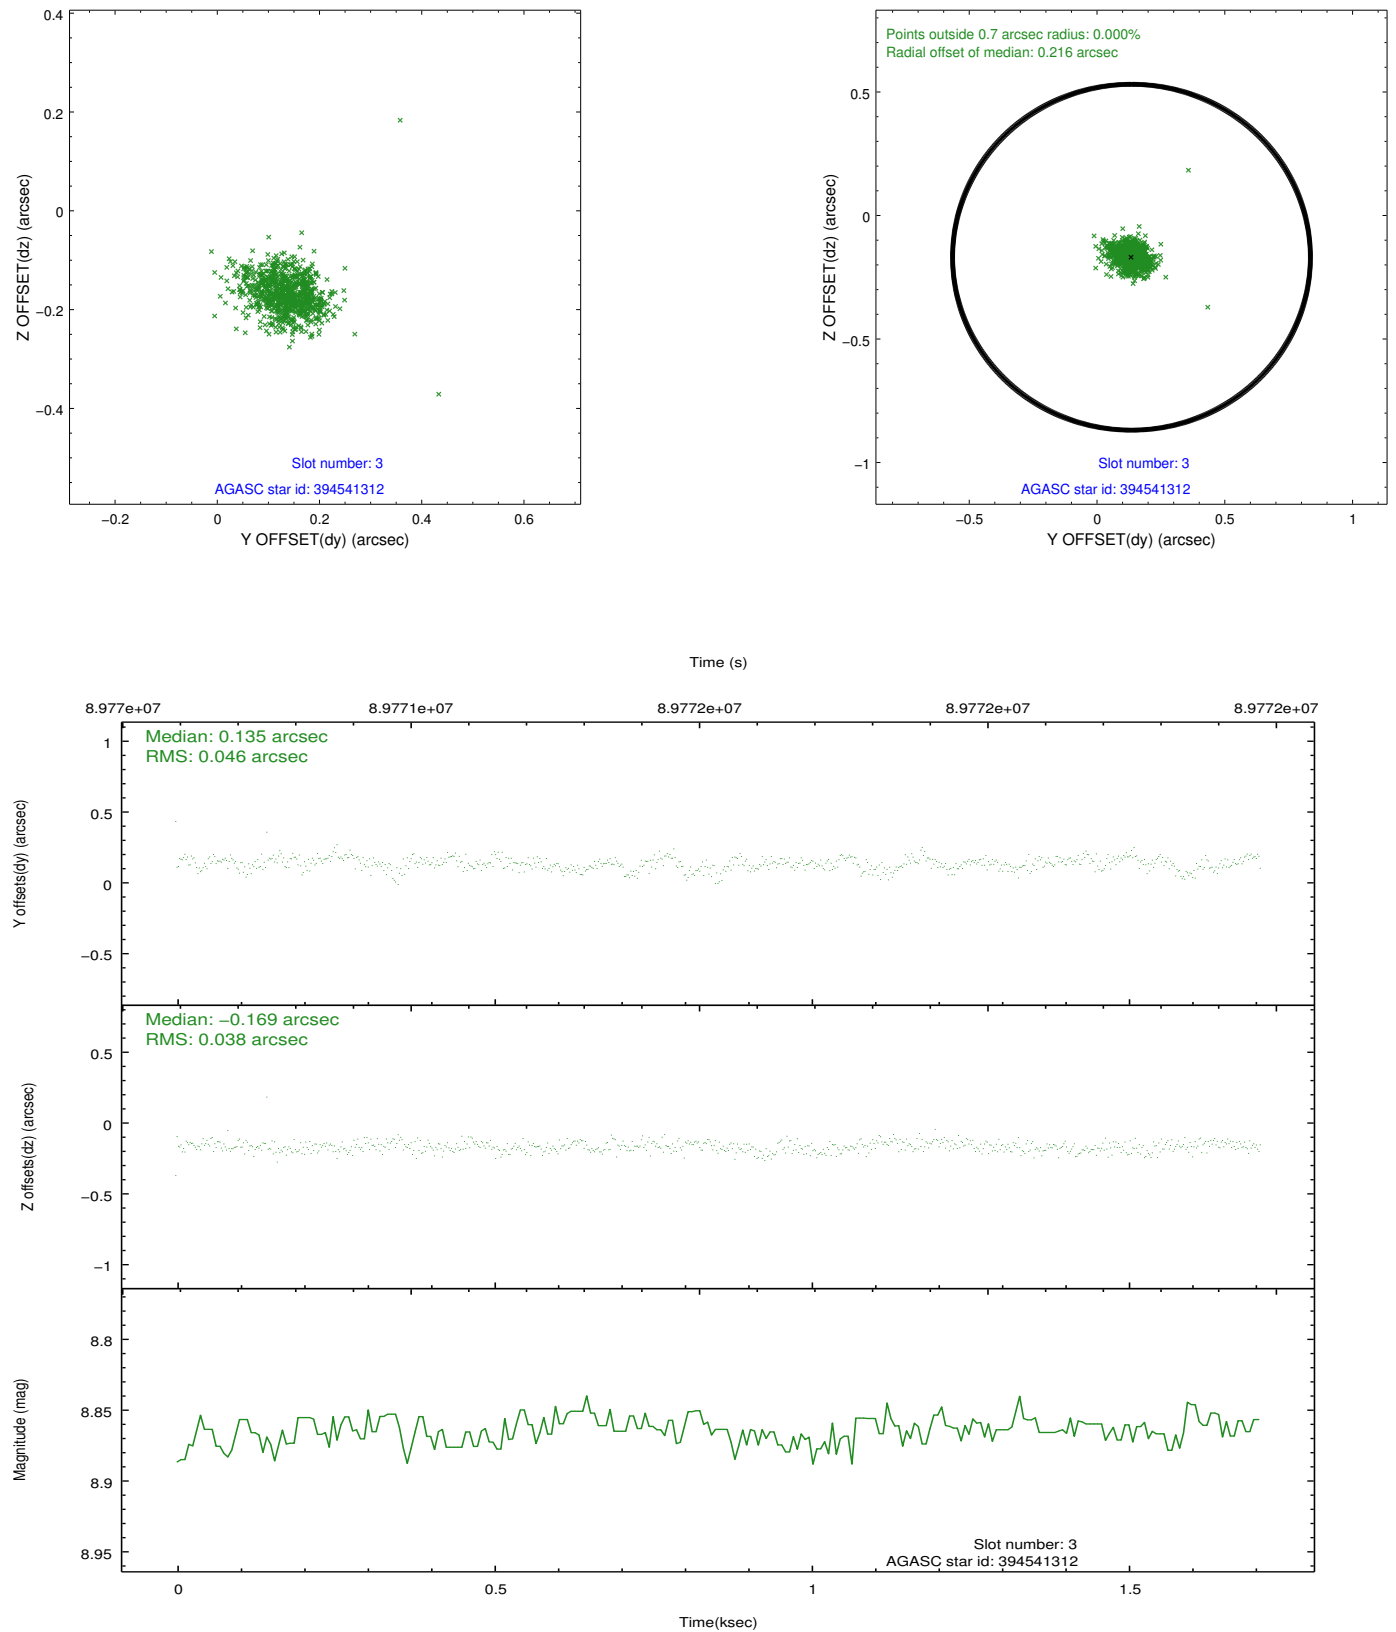 0.4
0.2
0
−0.2
−0.4
Z OFFSET(dz) (arcsec)
Slot number: 3
AGASC star id: 394541312
−0.2
0
0.2
0.4
0.6
Y OFFSET(dy) (arcsec)
Points outside 0.7 arcsec radius: 0.000%
Radial offset of median: 0.216 arcsec
0.5
0
−0.5
−1
Z OFFSET(dz) (arcsec)
Slot number: 3
AGASC star id: 394541312
−0.5
0
0.5
1
Y OFFSET(dy) (arcsec)
Time (s)
8.977e+07
8.9771e+07
8.9772e+07
8.9772e+07
8.9772e+07
Median: 0.135 arcsec
RMS: 0.046 arcsec
1
0.5
0
−0.5
Y offsets(dy) (arcsec)
Median: −0.169 arcsec
RMS: 0.038 arcsec
0.5
0
−0.5
−1
Z offsets(dz) (arcsec)
8.8
8.85
8.9
8.95
Magnitude (mag)
Slot number: 3
AGASC star id: 394541312
0
0.5
1
1.5
Time(ksec)